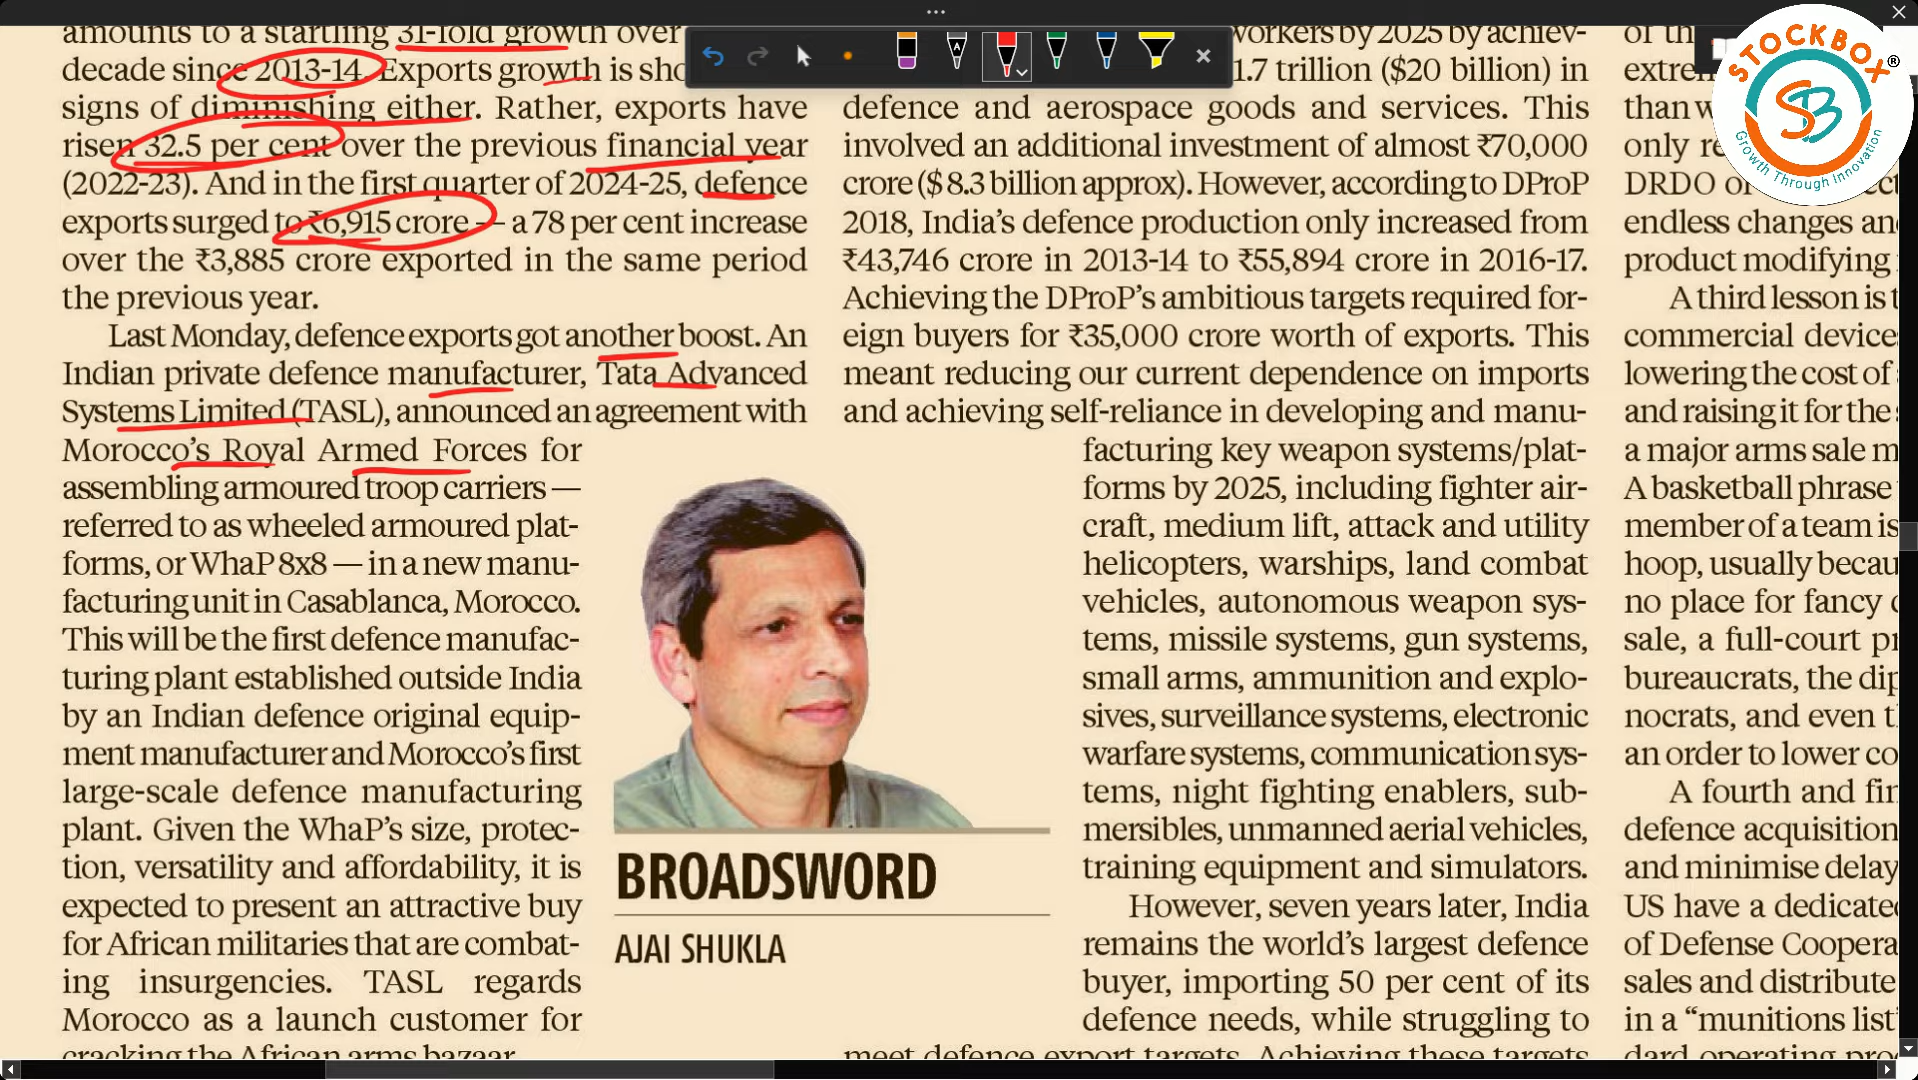 amounts to a startling 31-fold growth over
decade since 2013-14. Exports growth is
signs of diminishing either. Rather, exports have
risen 32.5 per cent over the previous financial year
(2022-23). And in the first quarter of 2024-25, defence
exports surged to ₹6,915 crore — a 78 per cent increase
over the ₹3,885 crore exported in the same period
the previous year.
Last Monday, defence exports got another boost. An
Indian private defence manufacturer, Tata Advanced
Systems Limited (TASL), announced an agreement with
Morocco's Royal Armed Forces for
assembling armoured troop carriers —
referred to as wheeled armoured plat-
forms, or WhaP 8x8 — in a new manu-
facturing unit in Casablanca, Morocco.
This will be the first defence manufac-
turing plant established outside India
by an Indian defence original equip-
ment manufacturer and Morocco's first
large-scale defence manufacturing
plant. Given the WhaP's size, protec-
tion, versatility and affordability, it is
expected to present an attractive buy
for African militaries that are combat-
ing insurgencies. TASL regards
Morocco as a launch customer for
cracking the African arms bazaar.
BROADSWORD
AJAI SHUKLA
workers by 2025 by achiev-
1.7 trillion ($20 billion) in
defence and aerospace goods and services. This
involved an additional investment of almost ₹70,000
crore ($8.3 billion approx). However, according to DProP
2018, India's defence production only increased from
₹43,746 crore in 2013-14 to ₹55,894 crore in 2016-17.
Achieving the DProP's ambitious targets required for-
eign buyers for ₹35,000 crore worth of exports. This
meant reducing our current dependence on imports
and achieving self-reliance in developing and manu-
facturing key weapon systems/plat-
forms by 2025, including fighter air-
craft, medium lift, attack and utility
helicopters, warships, land combat
vehicles, autonomous weapon sys-
tems, missile systems, gun systems,
small arms, ammunition and explo-
sives, surveillance systems, electronic
warfare systems, communication sys-
tems, night fighting enablers, sub-
mersibles, unmanned aerial vehicles,
training equipment and simulators.
However, seven years later, India
remains the world's largest defence
buyer, importing 50 per cent of its
defence needs, while struggling to
meet defence export targets. Achieving these targets
of
only
DRDO
endless changes
product modifying
A third lesson is
commercial
lowering the cost of
and raising it for the
a major arms sale
A basketball phrase
member of a team is
hoop, usually
no place for fancy
sale, a full-court
bureaucrats, the
and even
an order to lower
A fourth and
defence acquisition
and minimise
US have a
of Defense
sales and distribute
in a "munitions list"
dard operating
STOCKBOX®
SB
Growth Through Innovation